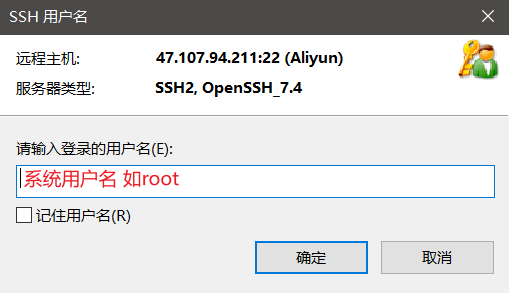 SSH 用户名
远程主机: 47.107.94.211:22 (Aliyun)
服务器类型: SSH2, OpenSSH_7.4
请输入登录的用户名(E):
系统用户名 如root
记住用户名(R)
确定 取消